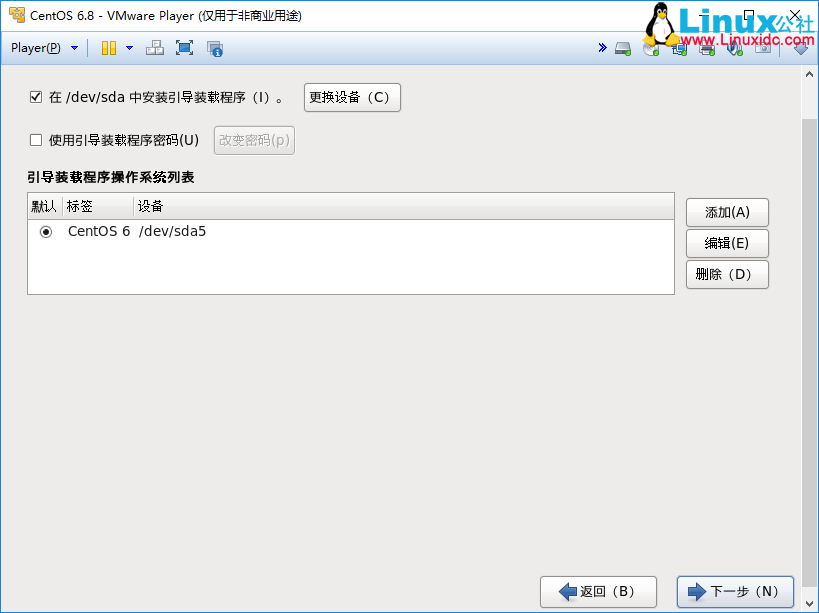 CentOS 6.8 - VMware Player (仅用于非商业用途)
Linux公社
www.Linuxidc.com
Player(P)
在 /dev/sda 中安装引导装载程序（I）。
更换设备（C）
使用引导装载程序密码(U)
改变密码(p)
引导装载程序操作系统列表
默认 标签 设备
CentOS 6 /dev/sda5
添加(A)
编辑(E)
删除（D）
返回（B）
下一步（N）